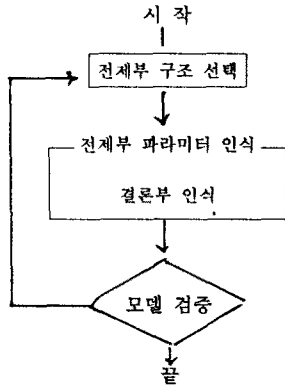 시 작
전제부 구조 선택
전제부 파라미터 인식
결론부 인식
모델 검증
끝